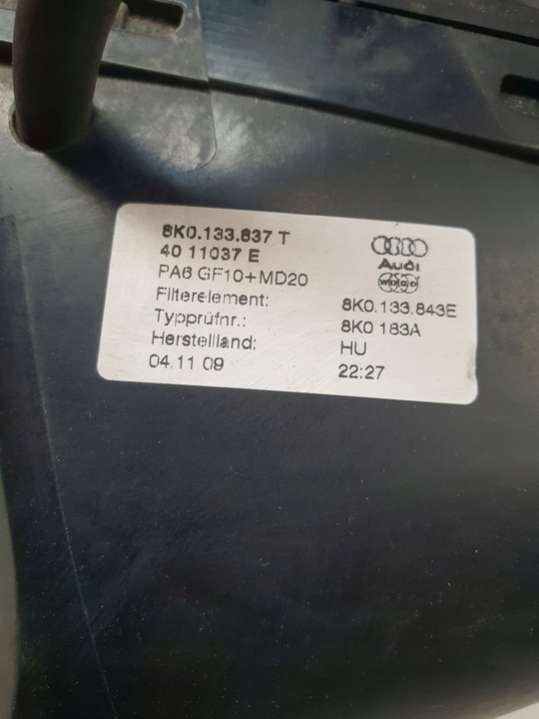 8K0.133.837 T
40 11037 E
PA6 GF10+MD20
Audi
Filterelement: 8K0.133.843E
Typprüfnr.: 8K0 183A
Herstellland: HU
04.11.09 22:27